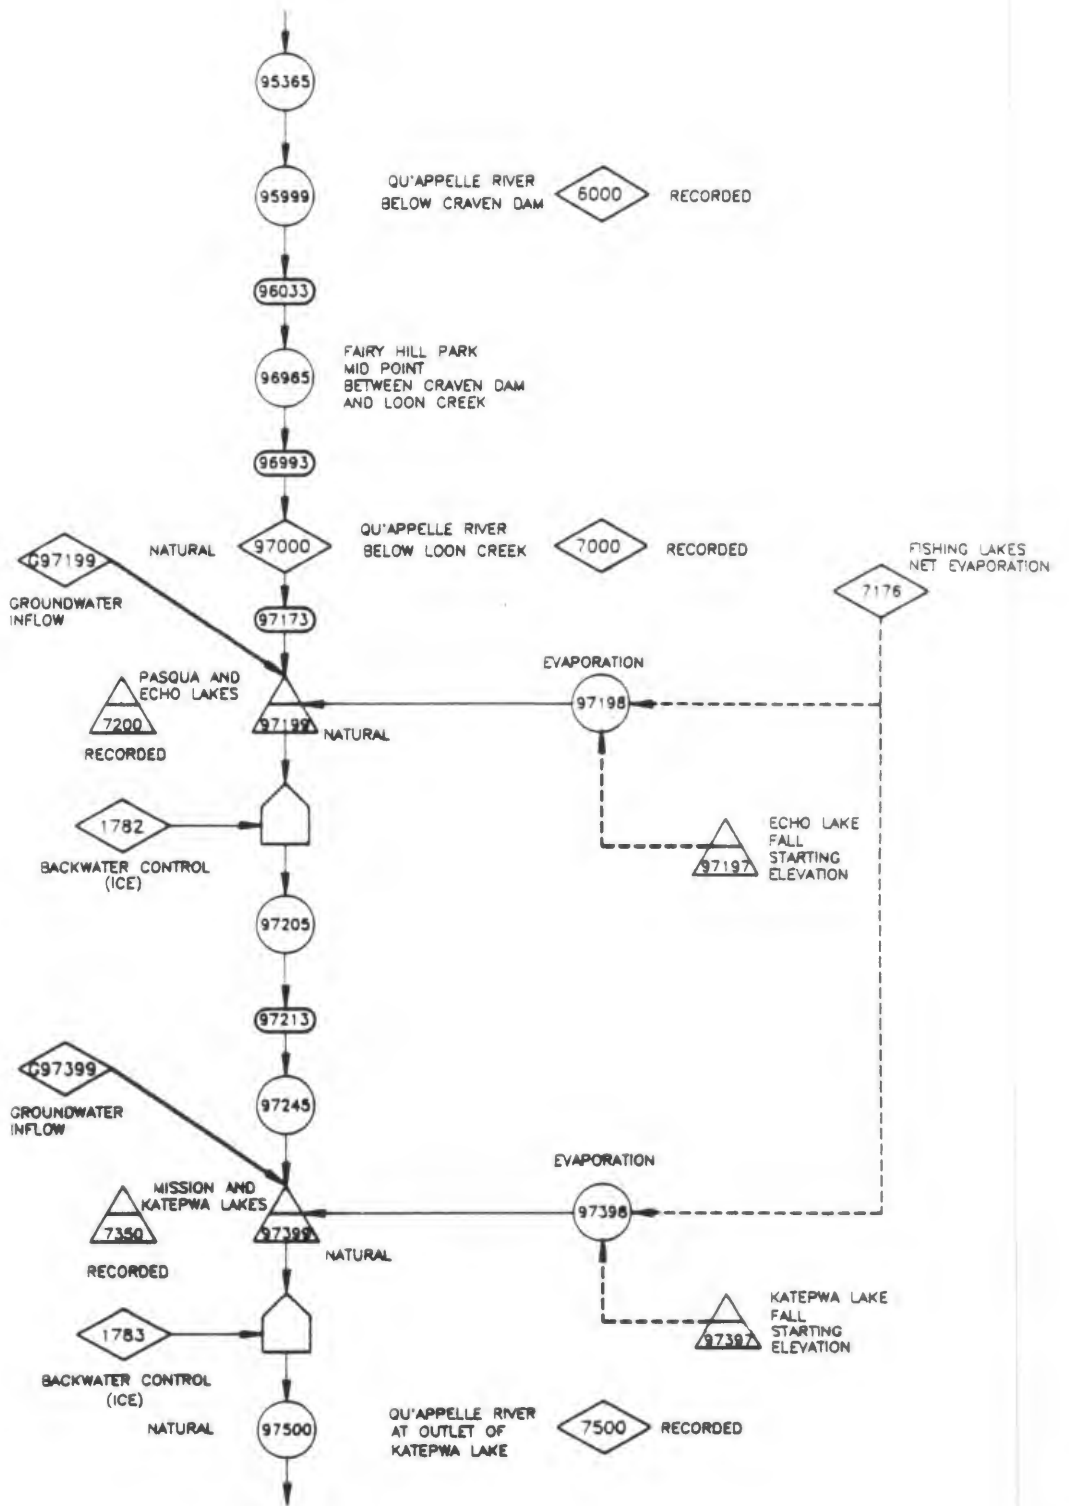 95365
95999
QU'APPELLE RIVER
BELOW CRAVEN DAM
6000
RECORDED
96033
96965
FAIRY HILL PARK
MID POINT
BETWEEN CRAVEN DAM
AND LOON CREEK
96993
NATURAL
97000
QU'APPELLE RIVER
BELOW LOON CREEK
7000
RECORDED
FISHING LAKES
NET EVAPORATION
7176
G97199
GROUNDWATER
INFLOW
97173
EVAPORATION
97198
PASQUA AND
ECHO LAKES
7200
RECORDED
97199
NATURAL
1782
BACKWATER CONTROL
(ICE)
ECHO LAKE
FALL
STARTING
ELEVATION
97197
97205
97213
G97399
GROUNDWATER
INFLOW
97245
EVAPORATION
97398
MISSION AND
KATEPWA LAKES
7350
RECORDED
97399
NATURAL
1783
BACKWATER CONTROL
(ICE)
KATEPWA LAKE
FALL
STARTING
ELEVATION
97397
NATURAL
97500
QU'APPELLE RIVER
AT OUTLET OF
KATEPWA LAKE
7500
RECORDED